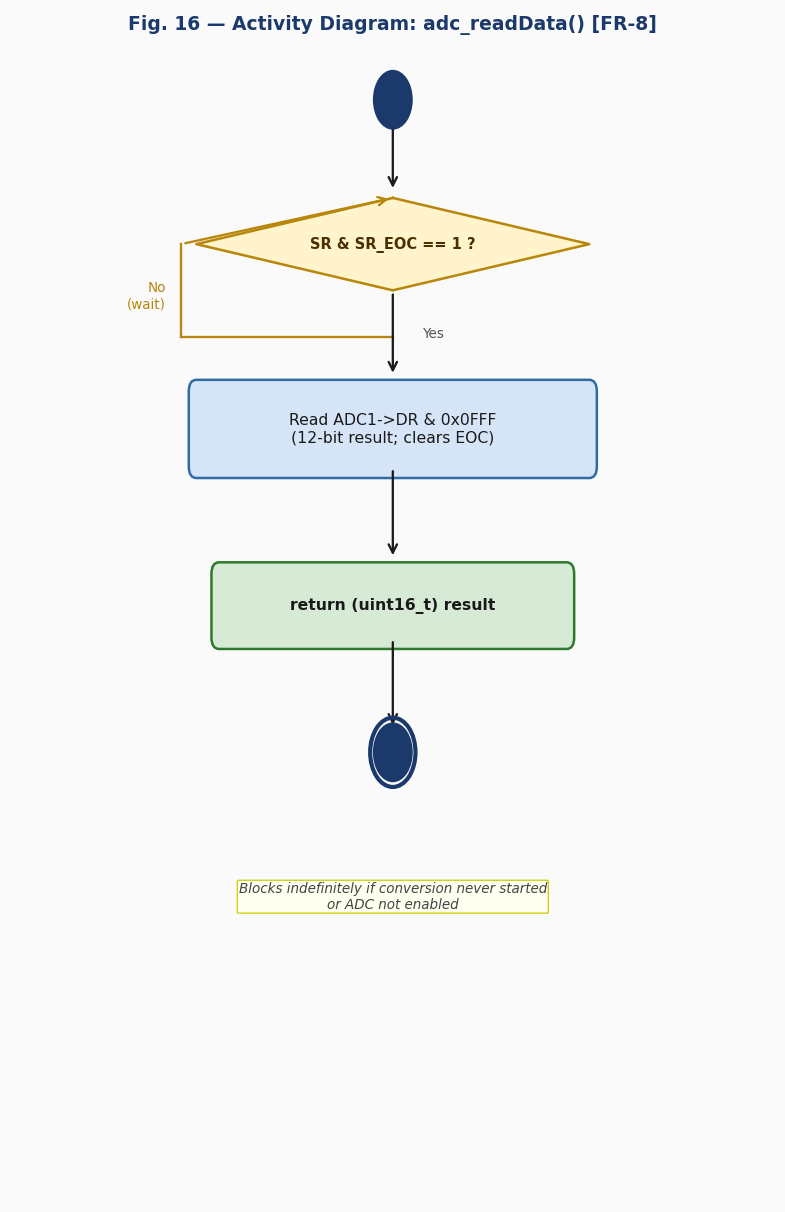 Fig. 16 — Activity Diagram: adc_readData() [FR-8]
SR & SR_EOC == 1 ?
No
(wait)
Yes
Read ADC1->DR & 0x0FFF
(12-bit result; clears EOC)
return (uint16_t) result
Blocks indefinitely if conversion never started
or ADC not enabled